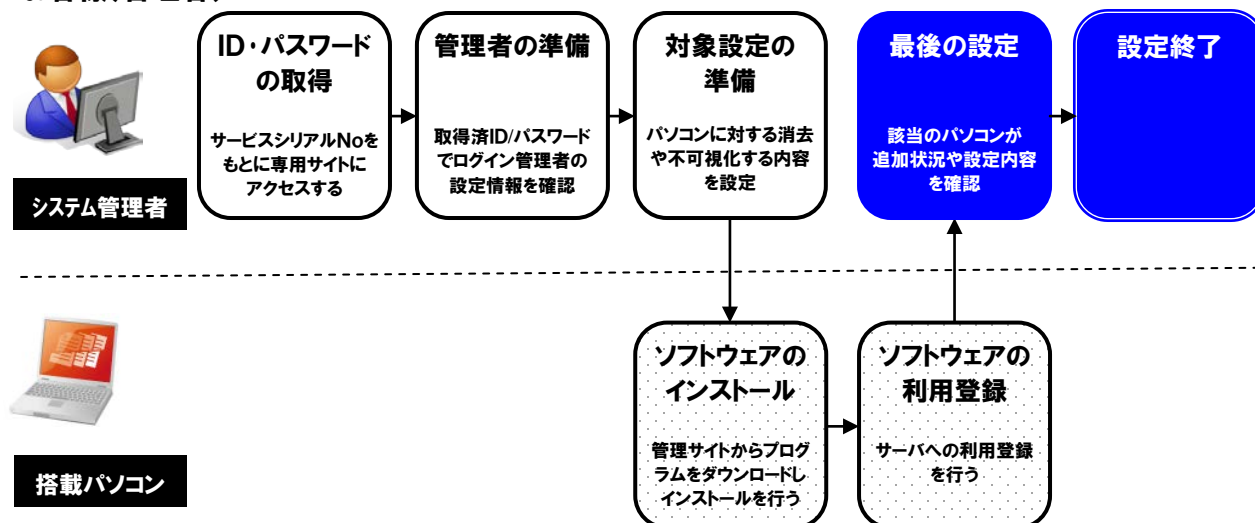 ID・パスワード
の取得
サービスシリアルNoを
もとに専用サイトに
アクセスする
管理者の準備
取得済ID/パスワード
でログイン管理者の
設定情報を確認
対象設定の
準備
パソコンに対する消去
や不可視化する内容
を設定
最後の設定
該当のパソコンが
追加状況や設定内容
を確認
設定終了
システム管理者
ソフトウェアの
インストール
管理サイトからプログ
ラムをダウンロードし
インストールを行う
ソフトウェアの
利用登録
サーバへの利用登録
を行う
搭載パソコン